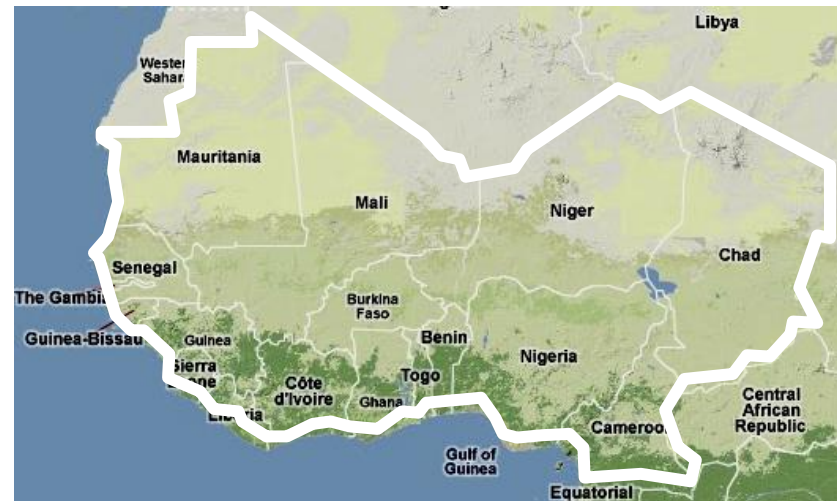 Libya
Wester
Sahar
Mauritania
Mali
Niger
Chad
Senegal
The Gambi
Burkina
Faso
Guinea-Bissau
Guinea
Benin
Nigeria
Sierra
Togo
Côte
d'Ivoire
Ghana
Central
African
Republic
Liberia
Cameroo
Gulf of
Guinea
Equatorial